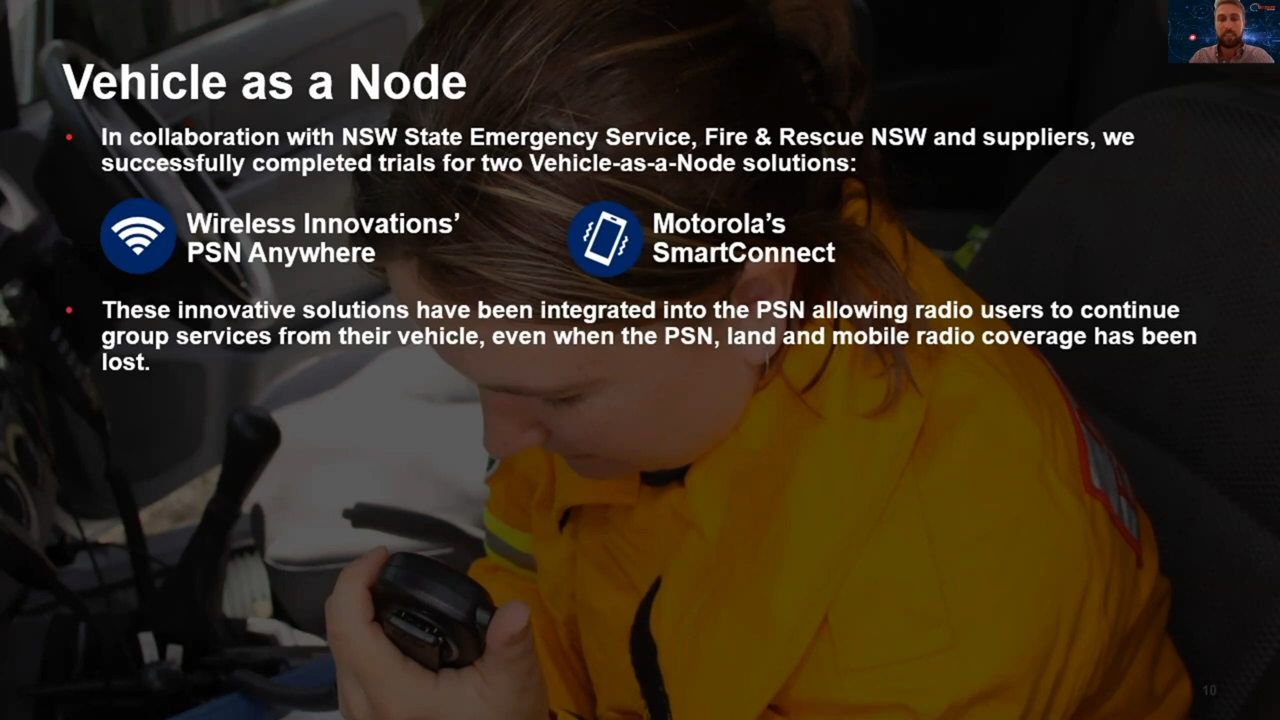 Vehicle as a Node
• In collaboration with NSW State Emergency Service, Fire & Rescue NSW and suppliers, we
successfully completed trials for two Vehicle-as-a-Node solutions:
Wireless Innovations’
PSN Anywhere
Motorola’s
SmartConnect
• These innovative solutions have been integrated into the PSN allowing radio users to continue
group services from their vehicle, even when the PSN, land and mobile radio coverage has been
lost.
10